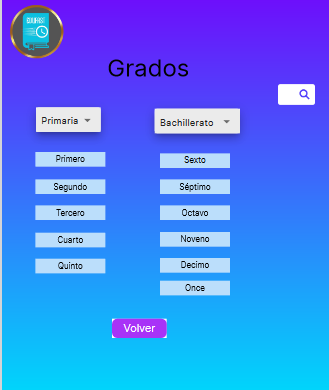 Grados
Primaria
Bachillerato
Primero
Segundo
Tercero
Cuarto
Quinto
Sexto
Séptimo
Octavo
Noveno
Decimo
Once
Volver